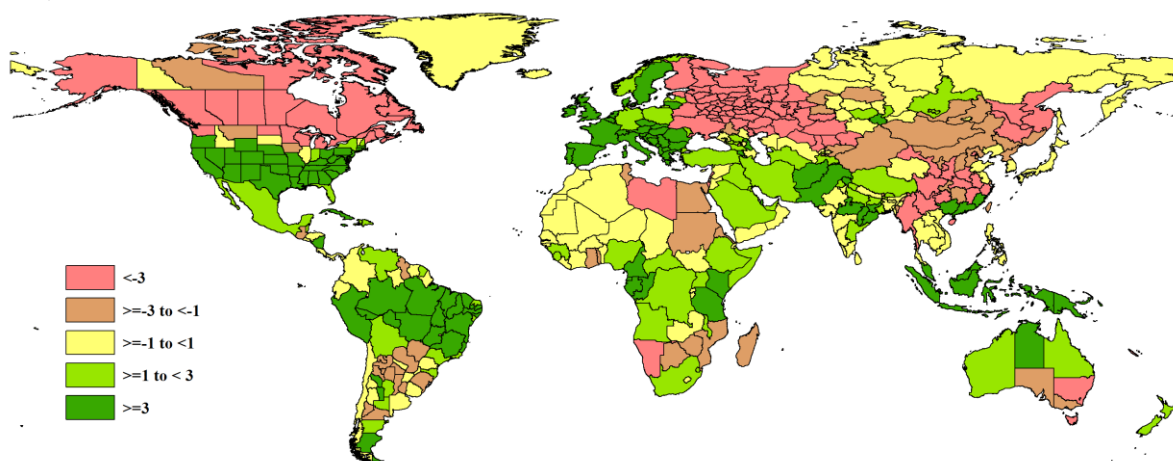 <-3
>=-3 to <-1
>=-1 to <1
>=1 to < 3
>=3